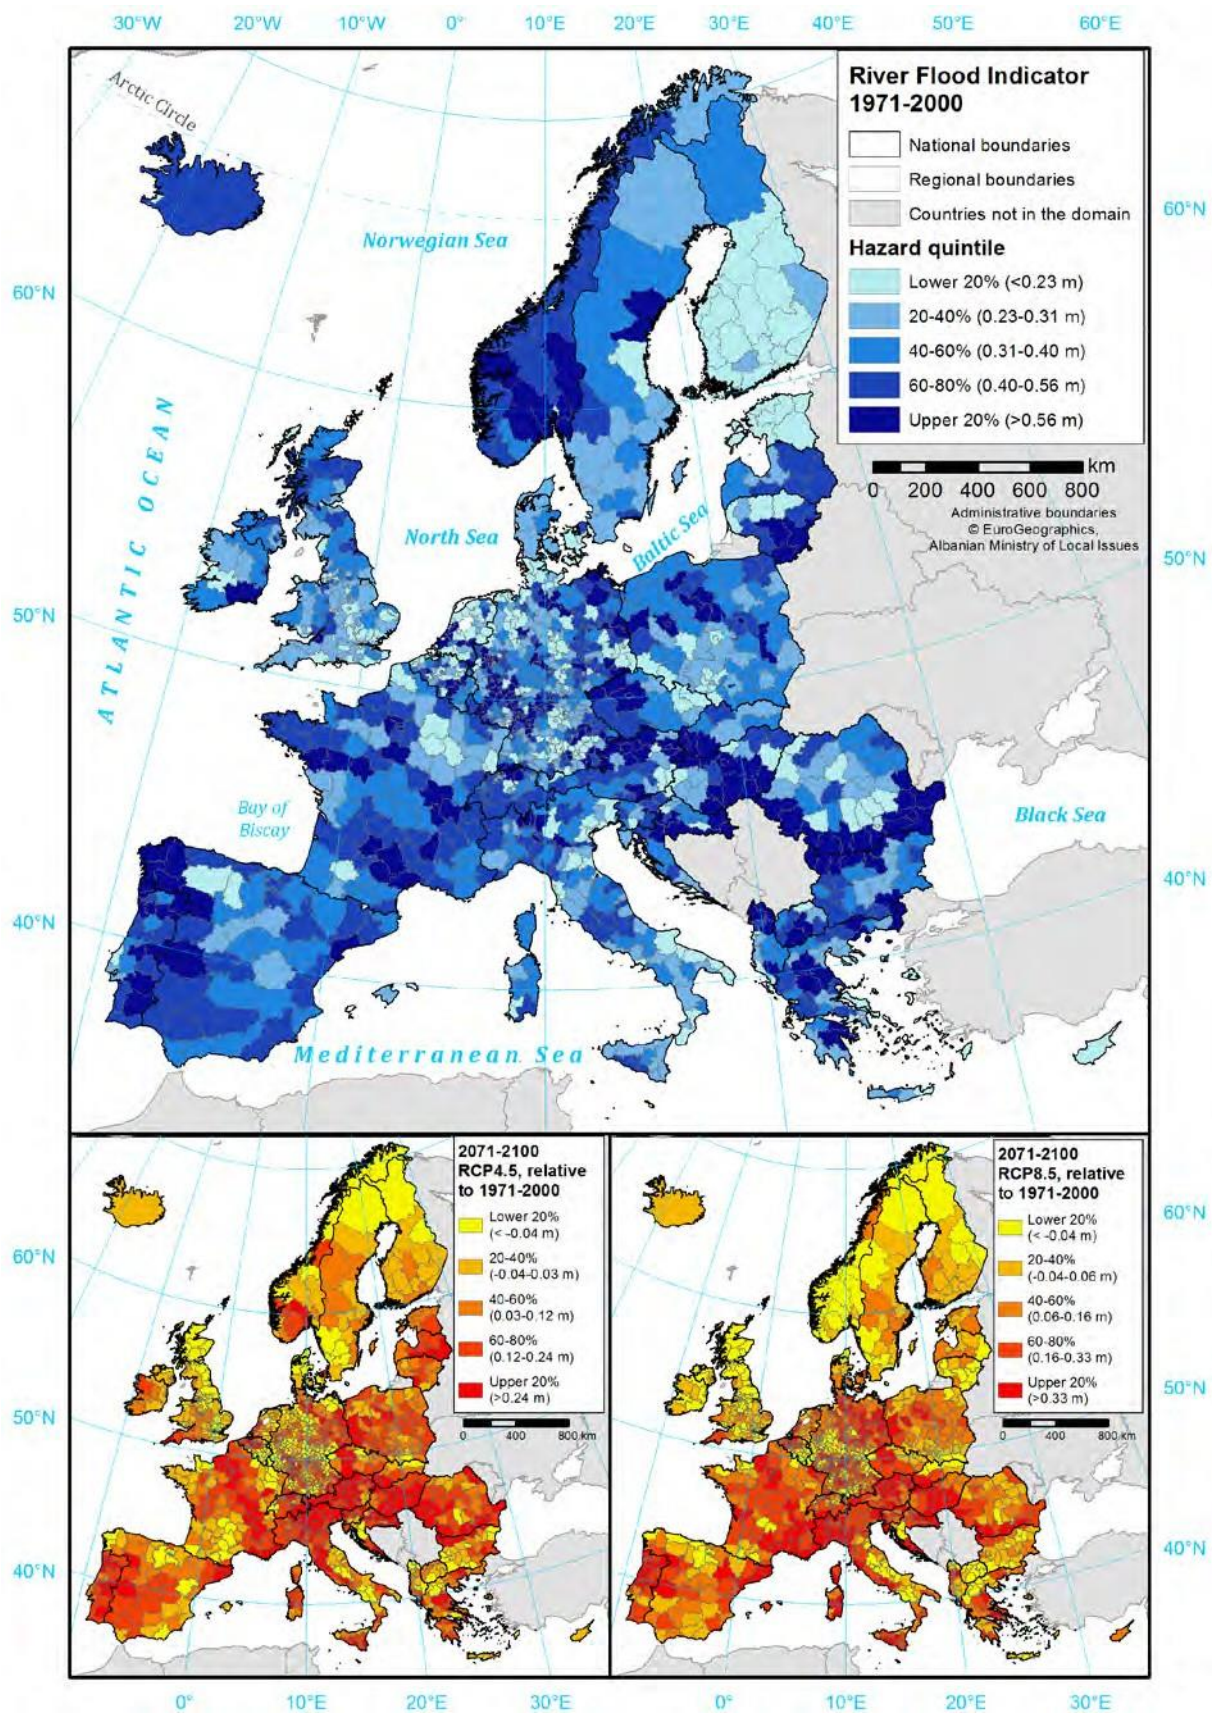 30°W 20°W 10°W 0° 10°E 20°E 30°E 40°E 50°E 60°E
Arctic Circle
River Flood Indicator
1971-2000
National boundaries
Regional boundaries
Countries not in the domain
Hazard quintile
Lower 20% (<0.23 m)
20-40% (0.23-0.31 m)
40-60% (0.31-0.40 m)
60-80% (0.40-0.56 m)
Upper 20% (>0.56 m)
km
0 200 400 600 800
Administrative boundaries
© EuroGeographics,
Albanian Ministry of Local Issues
60°N
60°N
50°N
50°N
40°N
40°N
Norwegian Sea
ATLANTIC OCEAN
North Sea
Baltic Sea
Bay of
Biscay
Black Sea
Mediterranean Sea
2071-2100
RCP4.5, relative
to 1971-2000
Lower 20%
(< -0.04 m)
20-40%
(-0.04-0.03 m)
40-60%
(0.03-0.12 m)
60-80%
(0.12-0.24 m)
Upper 20%
(>0.24 m)
0 400 800 km
2071-2100
RCP8.5, relative
to 1971-2000
Lower 20%
(< -0.04 m)
20-40%
(-0.04-0.06 m)
40-60%
(0.06-0.16 m)
60-80%
(0.16-0.33 m)
Upper 20%
(>0.33 m)
0 400 800 km
60°N
60°N
50°N
50°N
40°N
40°N
0° 10°E 20°E 30°E 0° 10°E 20°E 30°E